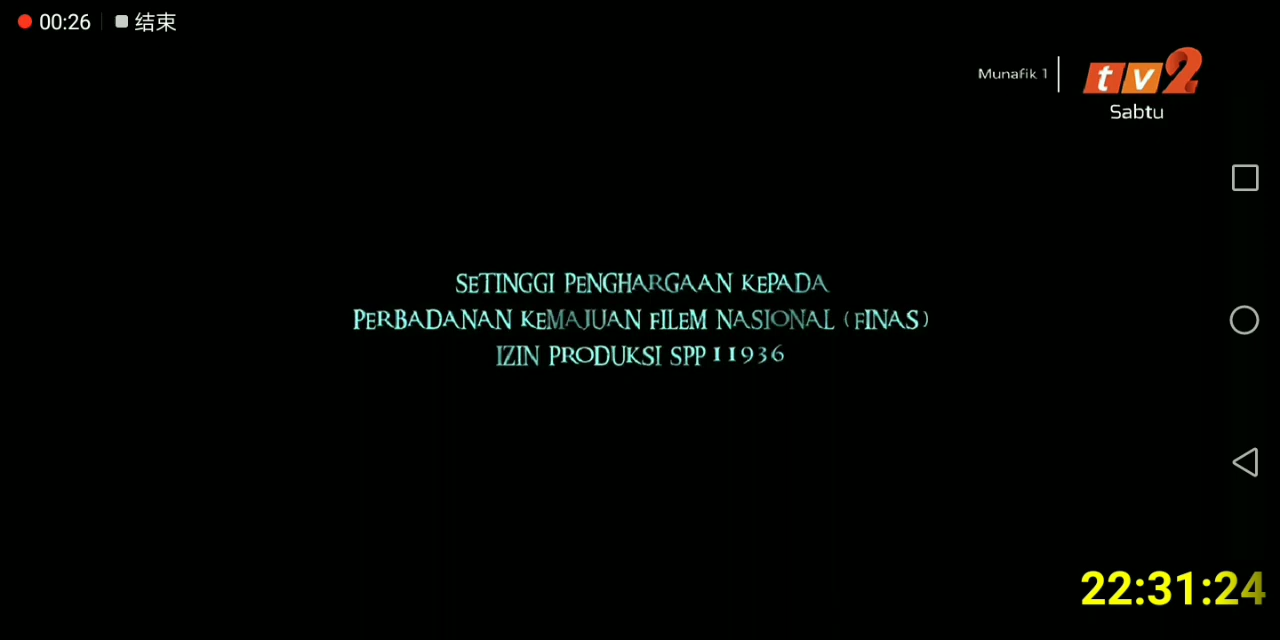 00:26 结束
Munafik 1
tv2
Sabtu
SETINGGI PENGHARGAAN KEPADA
PERBADANAN KEMAJUAN FILEM NASIONAL (FINAS)
IZIN PRODUKSI SPP 11936
22:31:24